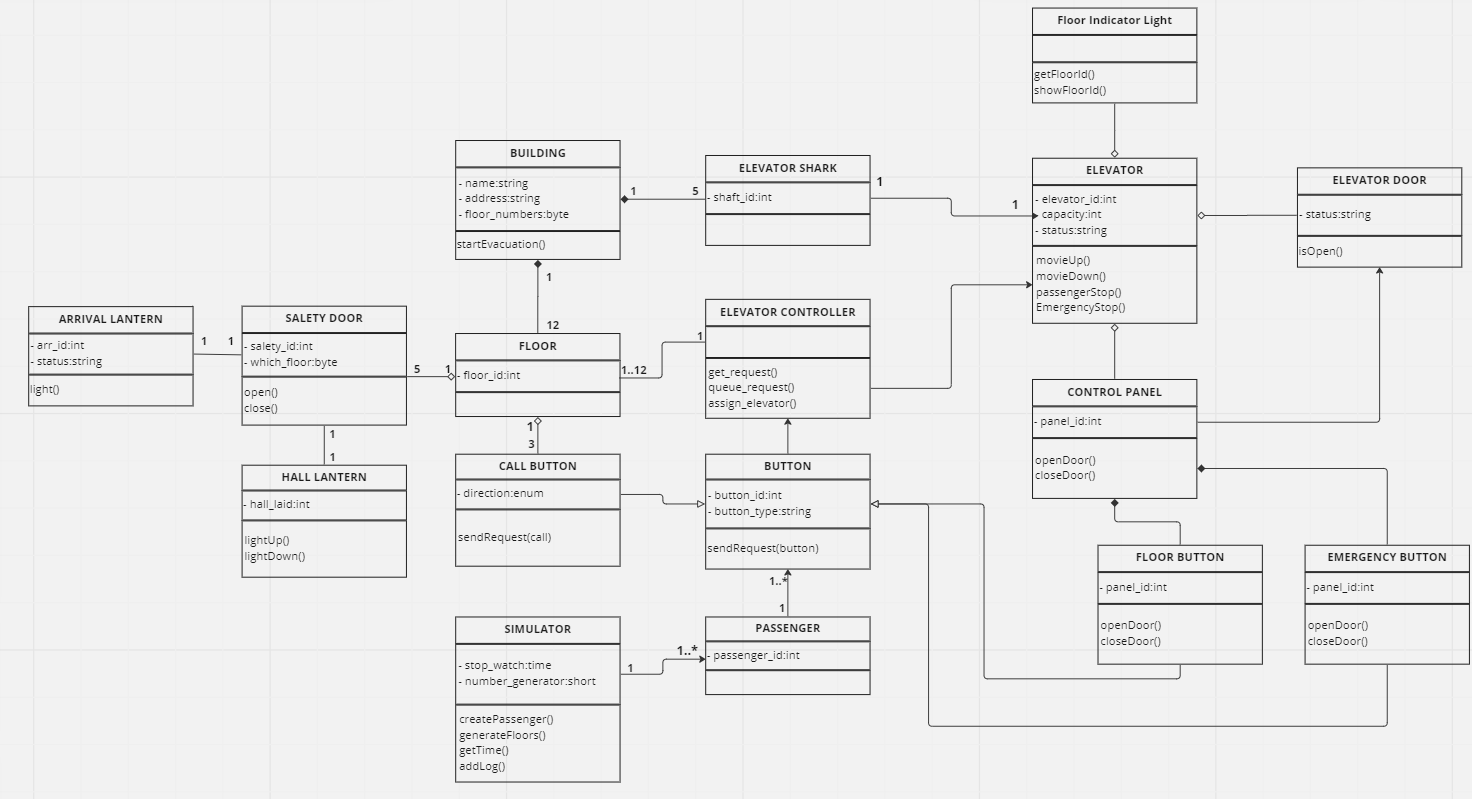 Floor Indicator Light
getFloorId()
showFloorId()
BUILDING
- name:string
- address:string
- floor_numbers:byte
startEvacuation()
1
5
ELEVATOR SHARK
- shaft_id:int
1
1
ELEVATOR
- elevator_id:int
- capacity:int
- status:string
movieUp()
movieDown()
passengerStop()
EmergencyStop()
ELEVATOR DOOR
- status:string
isOpen()
1
12
ARRIVAL LANTERN
- arr_id:int
- status:string
light()
1
1
SALETY DOOR
- salety_id:int
- which_floor:byte
open()
close()
5
1
FLOOR
- floor_id:int
1..12
1
ELEVATOR CONTROLLER
get_request()
queue_request()
assign_elevator()
CONTROL PANEL
- panel_id:int
openDoor()
closeDoor()
1
1
HALL LANTERN
- hall_laid:int
lightUp()
lightDown()
1
3
CALL BUTTON
- direction:enum
sendRequest(call)
BUTTON
- button_id:int
- button_type:string
sendRequest(button)
1..*
1
FLOOR BUTTON
- panel_id:int
openDoor()
closeDoor()
EMERGENCY BUTTON
- panel_id:int
openDoor()
closeDoor()
SIMULATOR
- stop_watch:time
- number_generator:short
createPassenger()
generateFloors()
getTime()
addLog()
1
1..*
PASSENGER
- passenger_id:int